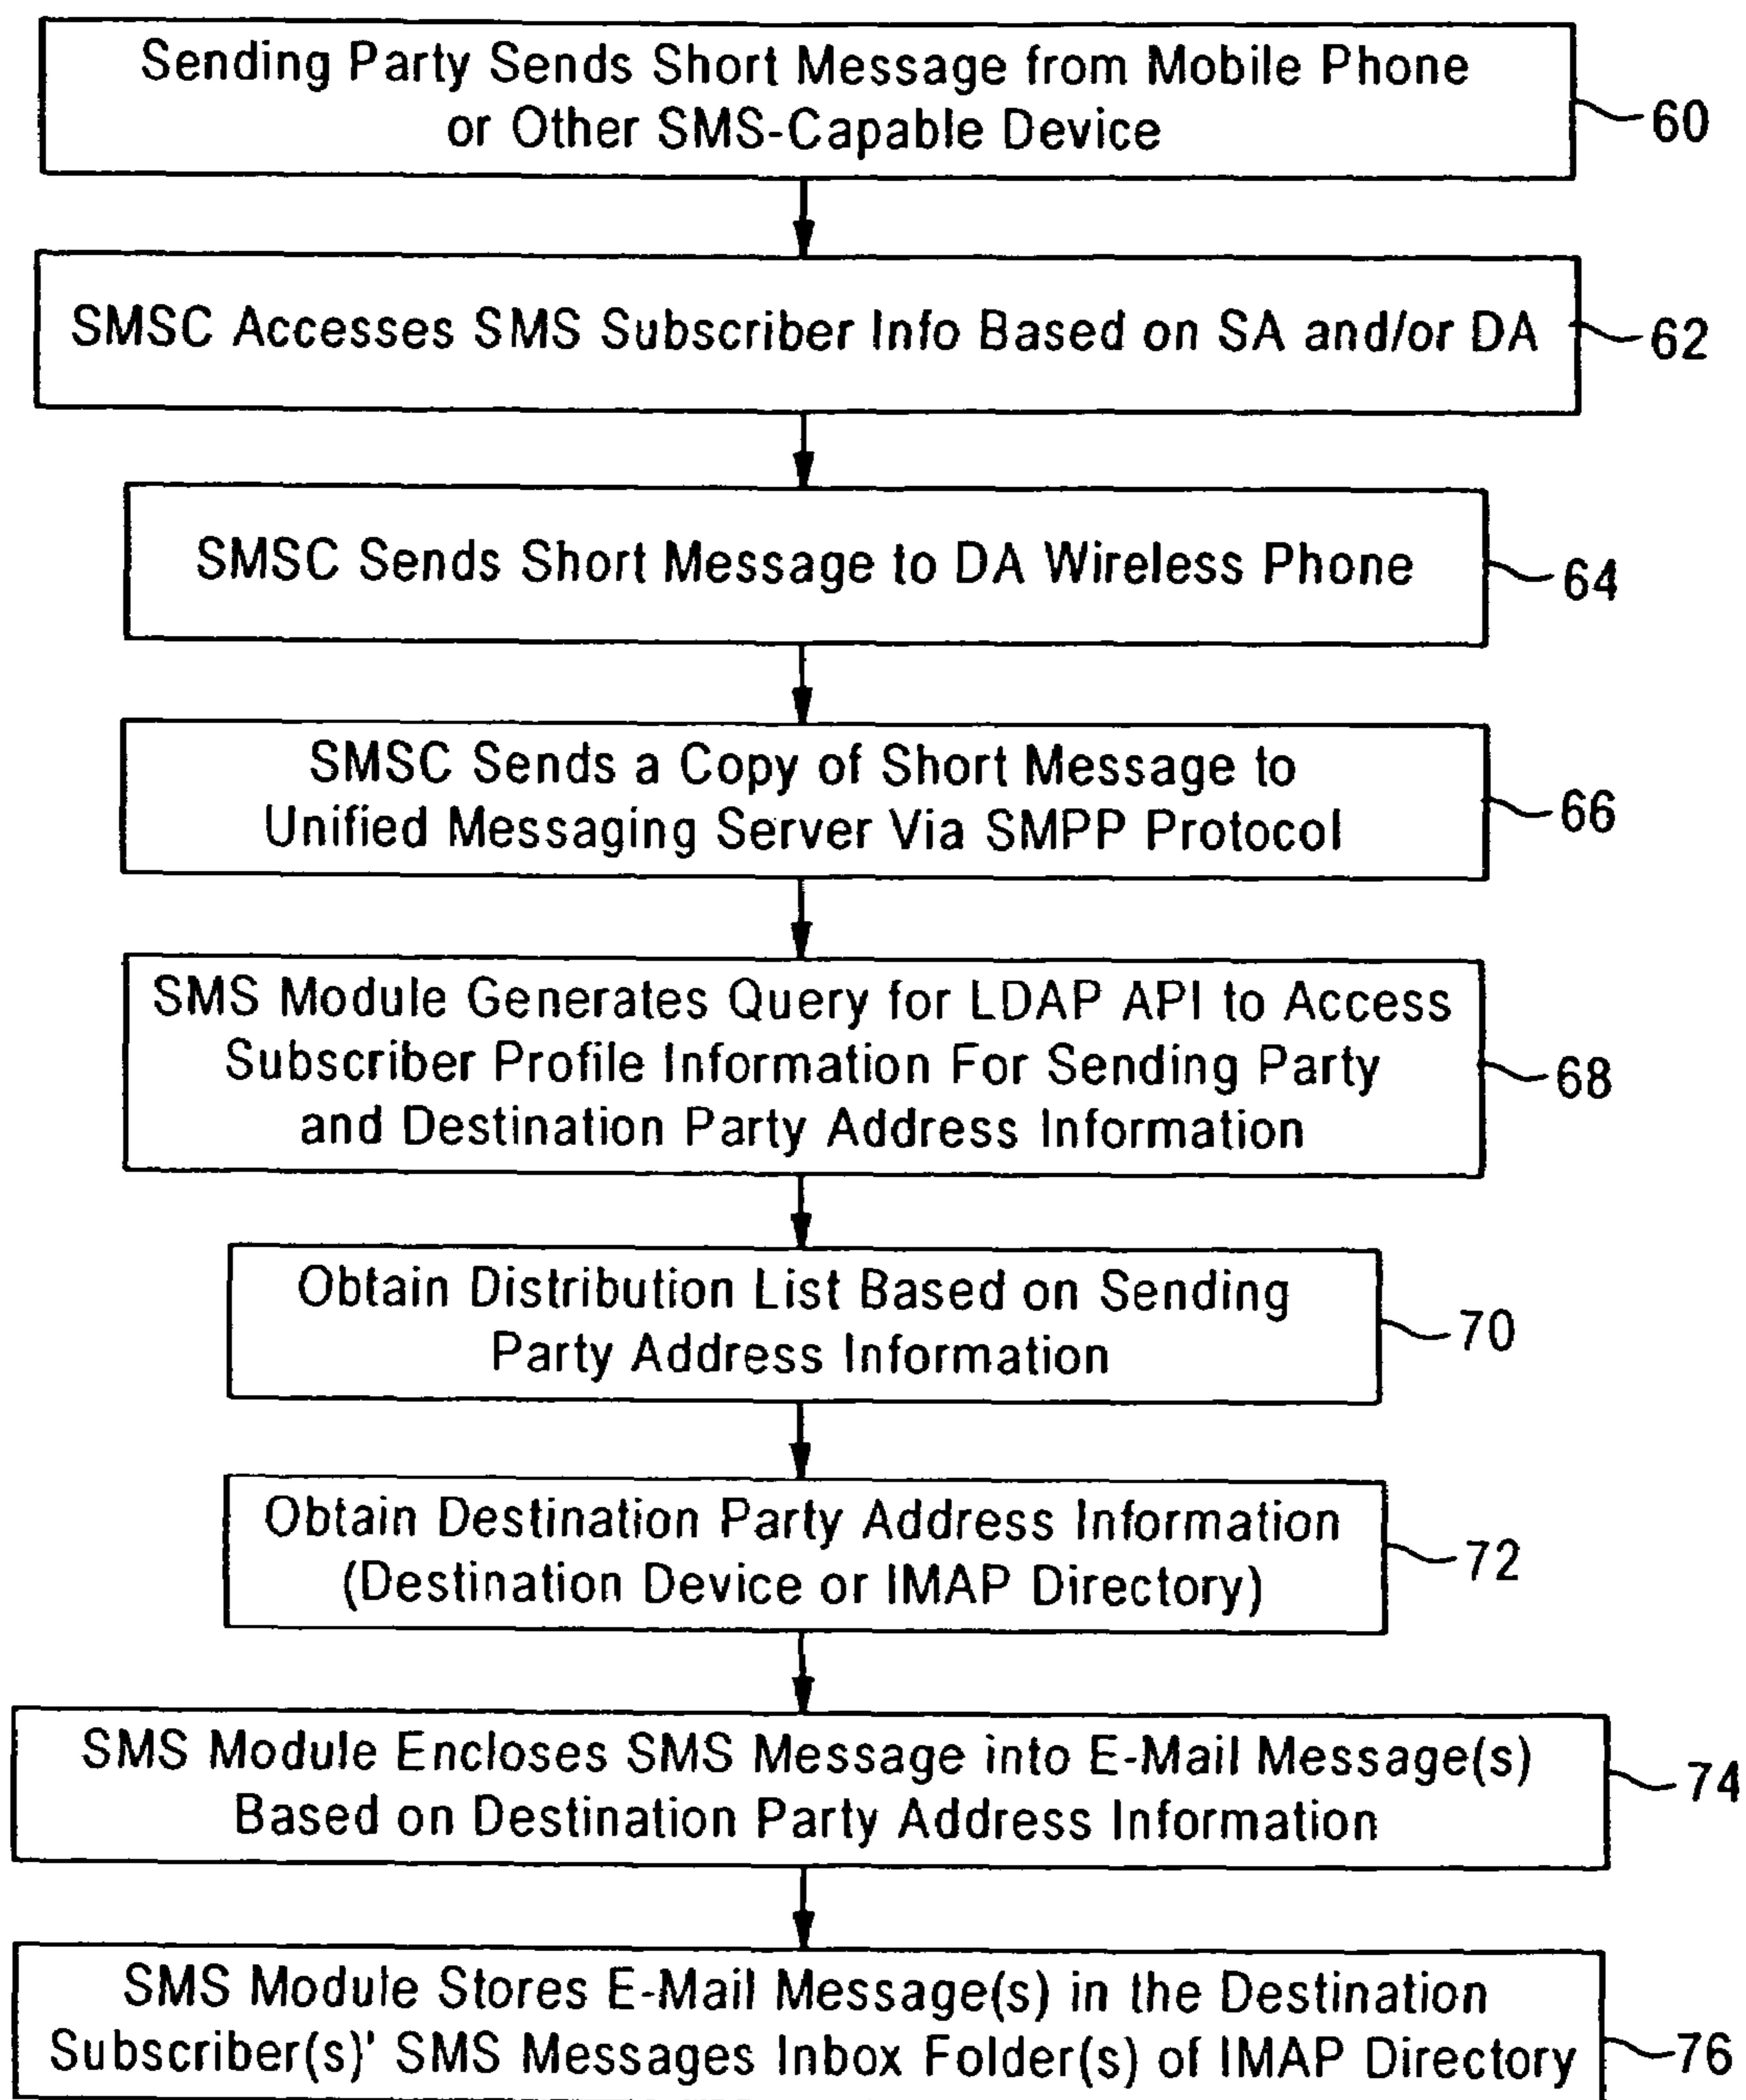 Sending Party Sends Short Message from Mobile Phone
or Other SMS-Capable Device
60
SMSC Accesses SMS Subscriber Info Based on SA and/or DA
62
SMSC Sends Short Message to DA Wireless Phone
64
SMSC Sends a Copy of Short Message to
Unified Messaging Server Via SMPP Protocol
66
SMS Module Generates Query for LDAP API to Access
Subscriber Profile Information For Sending Party
and Destination Party Address Information
68
Obtain Distribution List Based on Sending
Party Address Information
70
Obtain Destination Party Address Information
(Destination Device or IMAP Directory)
72
SMS Module Encloses SMS Message into E-Mail Message(s)
Based on Destination Party Address Information
74
SMS Module Stores E-Mail Message(s) in the Destination
Subscriber(s)' SMS Messages Inbox Folder(s) of IMAP Directory
76